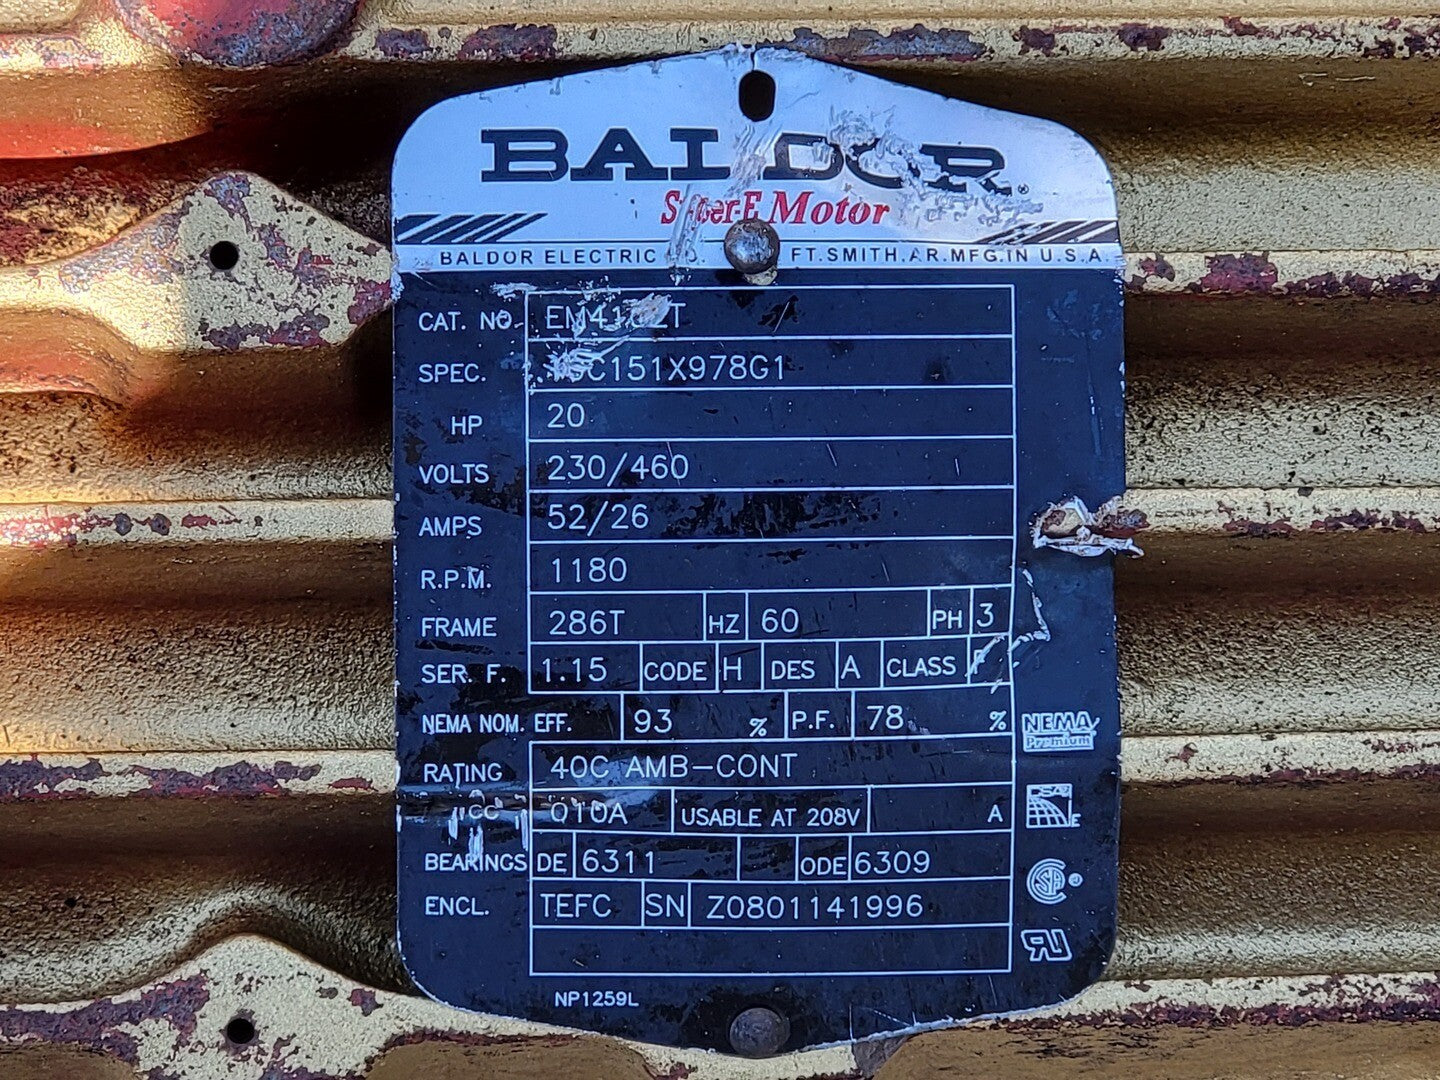 BALDOR
Super-E Motor
BALDOR ELECTRIC CO. FT.SMITH,AR.MFG.IN U.S.A.
CAT. NO.
SPEC.
HP 20
VOLTS 230/460
AMPS 52/26
R.P.M. 1180
FRAME 286T HZ 60 PH 3
SER. F. 1.15 CODE H DES A CLASS F
NEMA NOM. EFF. 93 % P.F. 78 %
NEMA
Premium
RATING 40C AMB-CONT
CC 010A USABLE AT 208V A
BEARINGS DE 6311 ODE 6309
ENCL. TEFC SN Z0801141996
NP1259L